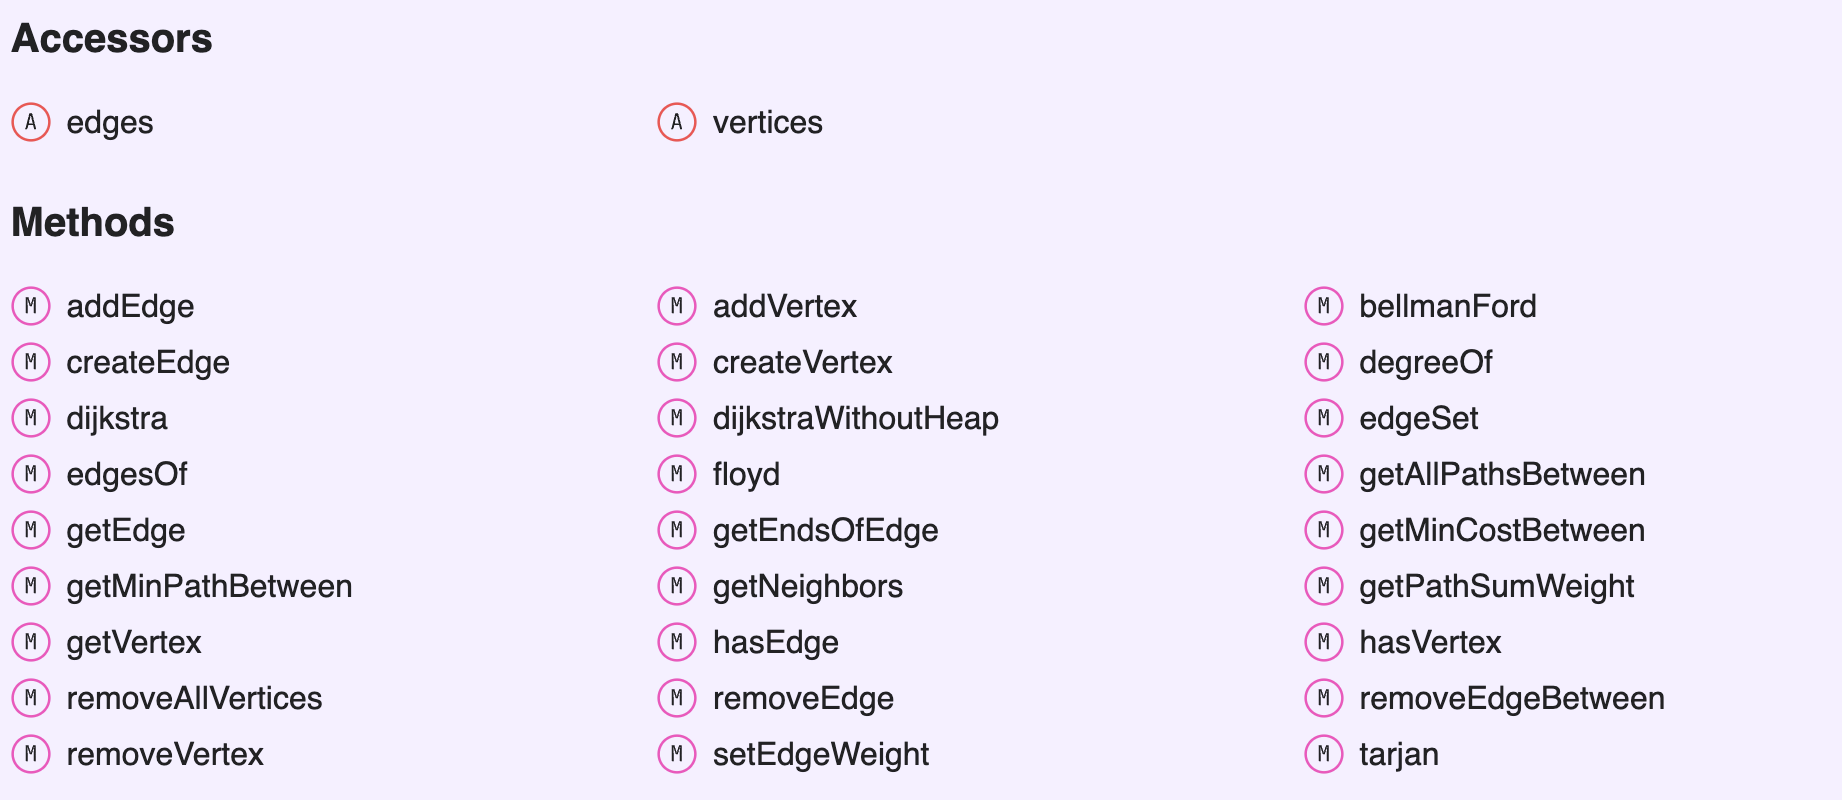 Accessors
A edges A vertices
Methods
M addEdge M addVertex M bellmanFord
M createEdge M createVertex M degreeOf
M dijkstra M dijkstraWithoutHeap M edgeSet
M edgesOf M floyd M getAllPathsBetween
M getEdge M getEndsOfEdge M getMinCostBetween
M getMinPathBetween M getNeighbors M getPathSumWeight
M getVertex M hasEdge M hasVertex
M removeAllVertices M removeEdge M removeEdgeBetween
M removeVertex M setEdgeWeight M tarjan